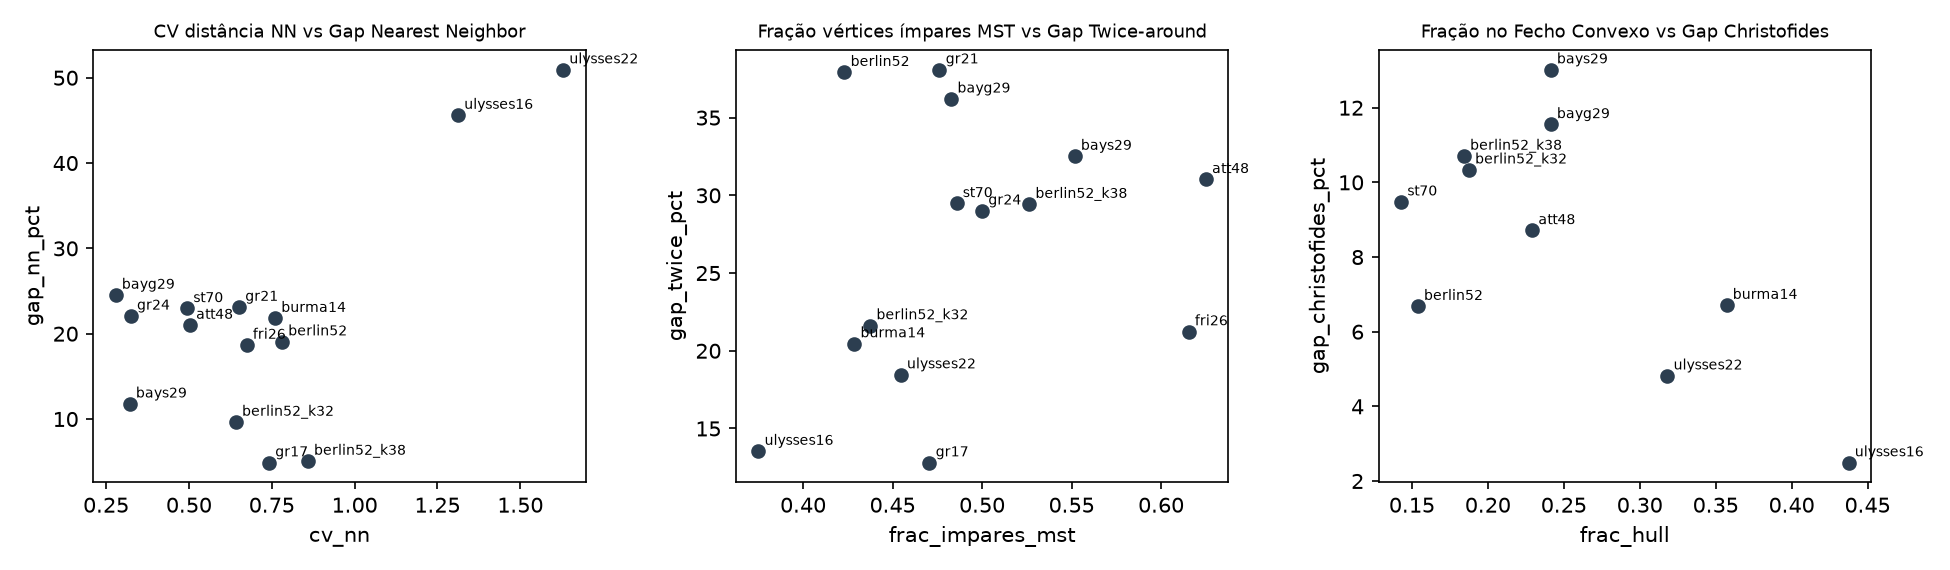 CV distância NN vs Gap Nearest Neighbor
gap_nn_pct
50
40
30
20
10
ulysses22
ulysses16
bayg29
gr24
st70
att48
gr21
burma14
fri26
berlin52
bays29
berlin52_k32
gr17
berlin52_k38
0.25 0.50 0.75 1.00 1.25 1.50
cv_nn
Fração vértices ímpares MST vs Gap Twice-around
gap_twice_pct
35
30
25
20
15
berlin52
gr21
bayg29
bays29
att48
st70
gr24
berlin52_k38
berlin52_k32
burma14
fri26
ulysses22
ulysses16
gr17
0.40 0.45 0.50 0.55 0.60
frac_impares_mst
Fração no Fecho Convexo vs Gap Christofides
gap_christofides_pct
12
10
8
6
4
2
bays29
bayg29
berlin52_k38
berlin52_k32
st70
att48
berlin52
burma14
ulysses22
ulysses16
0.15 0.20 0.25 0.30 0.35 0.40 0.45
frac_hull